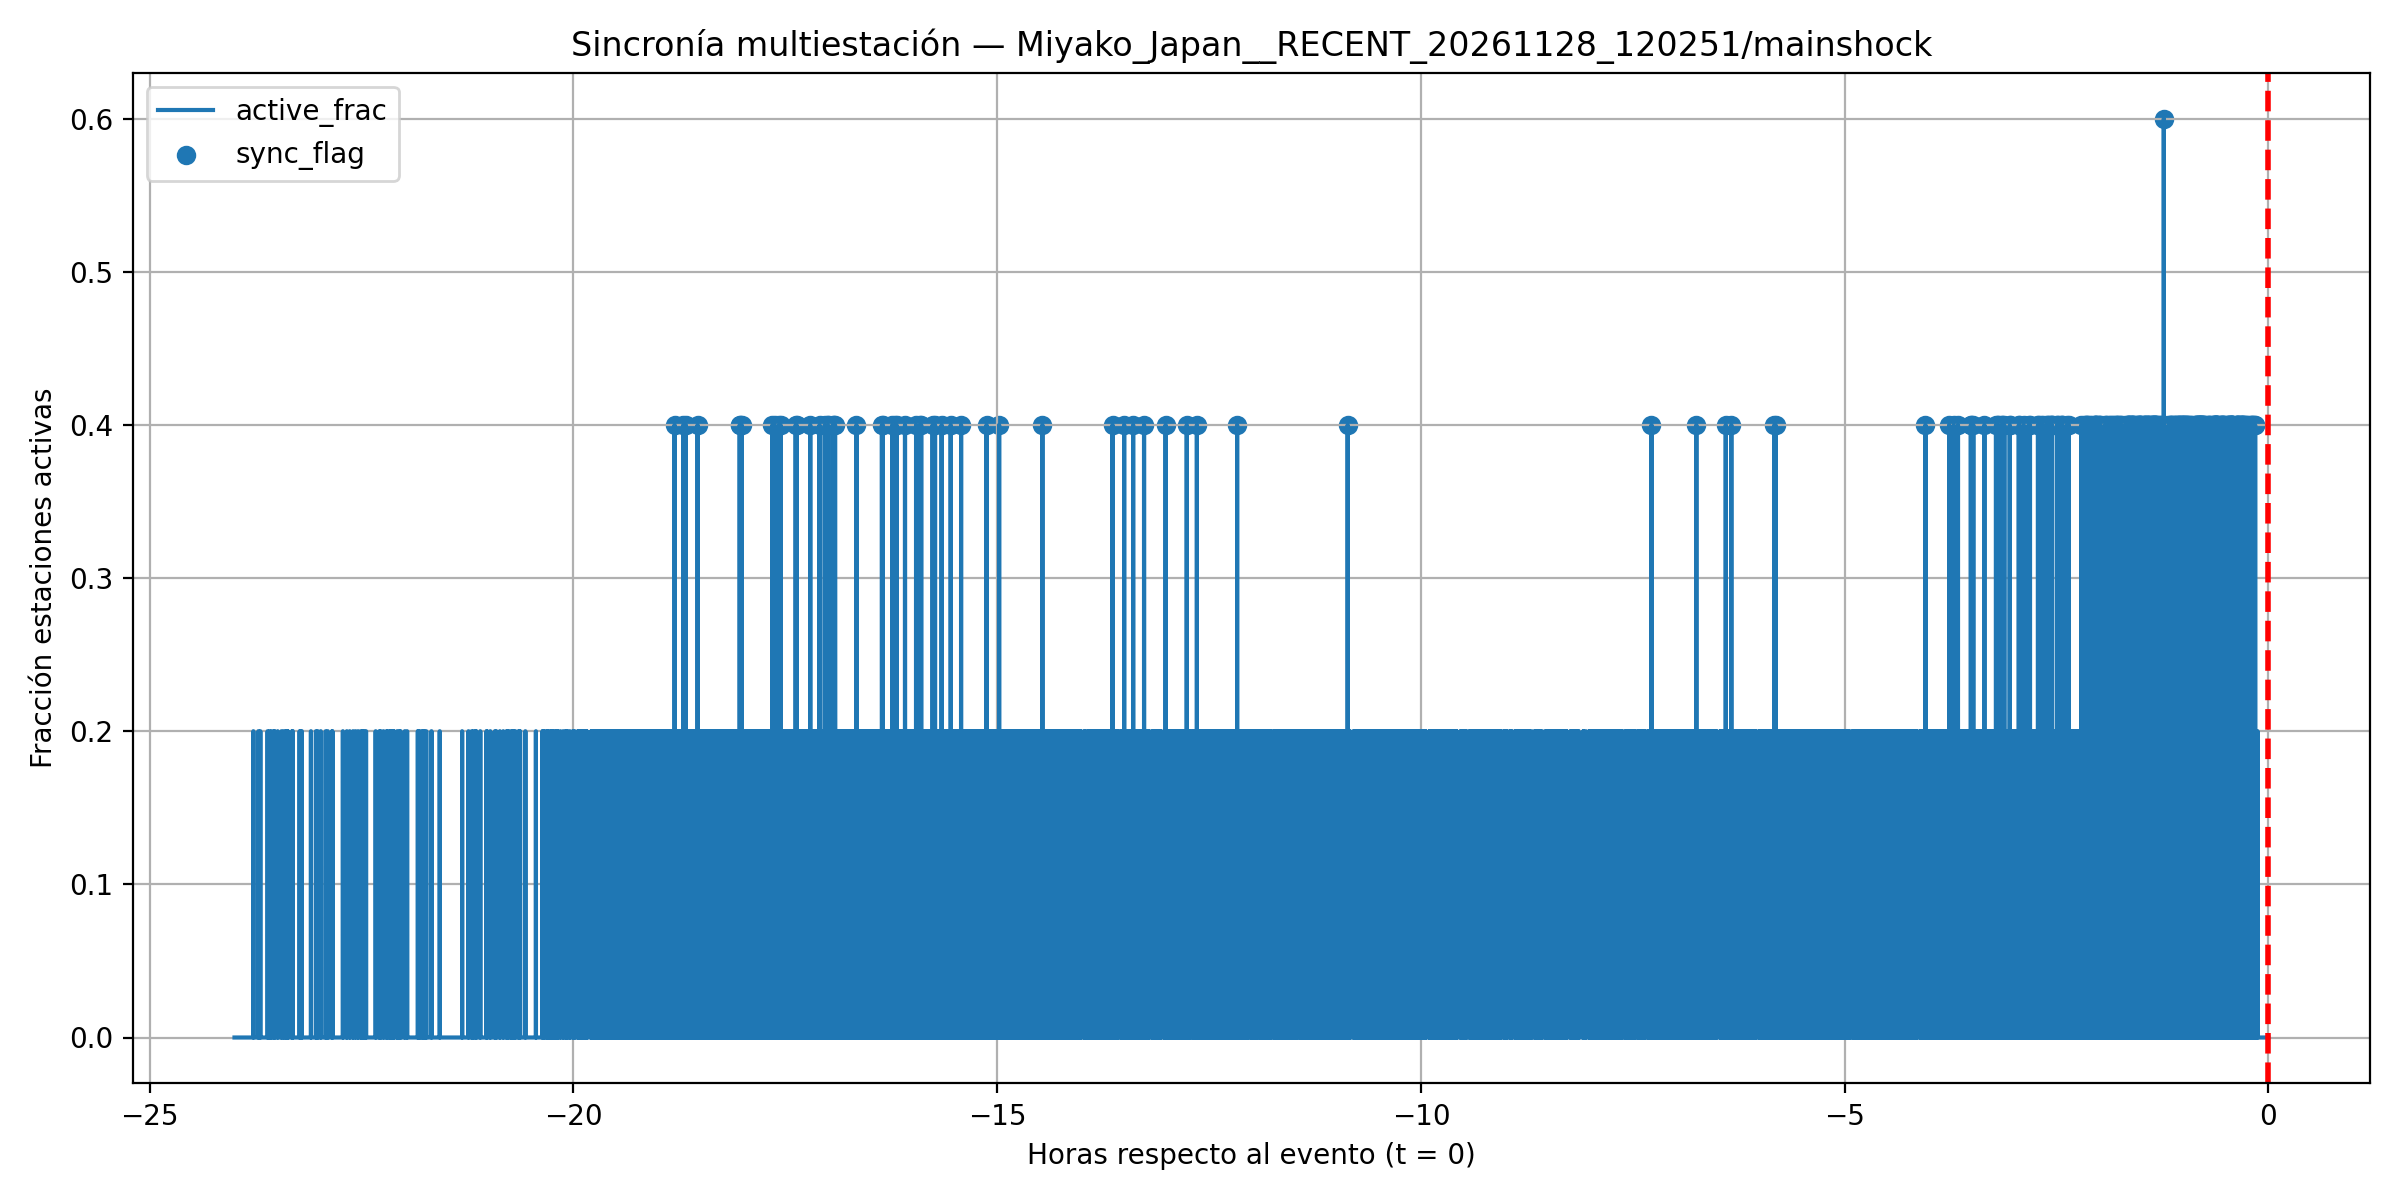 Sincronía multiestación — Miyako_Japan__RECENT_20261128_120251/mainshock
active_frac
sync_flag
Fracción estaciones activas
0.6
0.5
0.4
0.3
0.2
0.1
0.0
−25
−20
−15
−10
−5
0
Horas respecto al evento (t = 0)